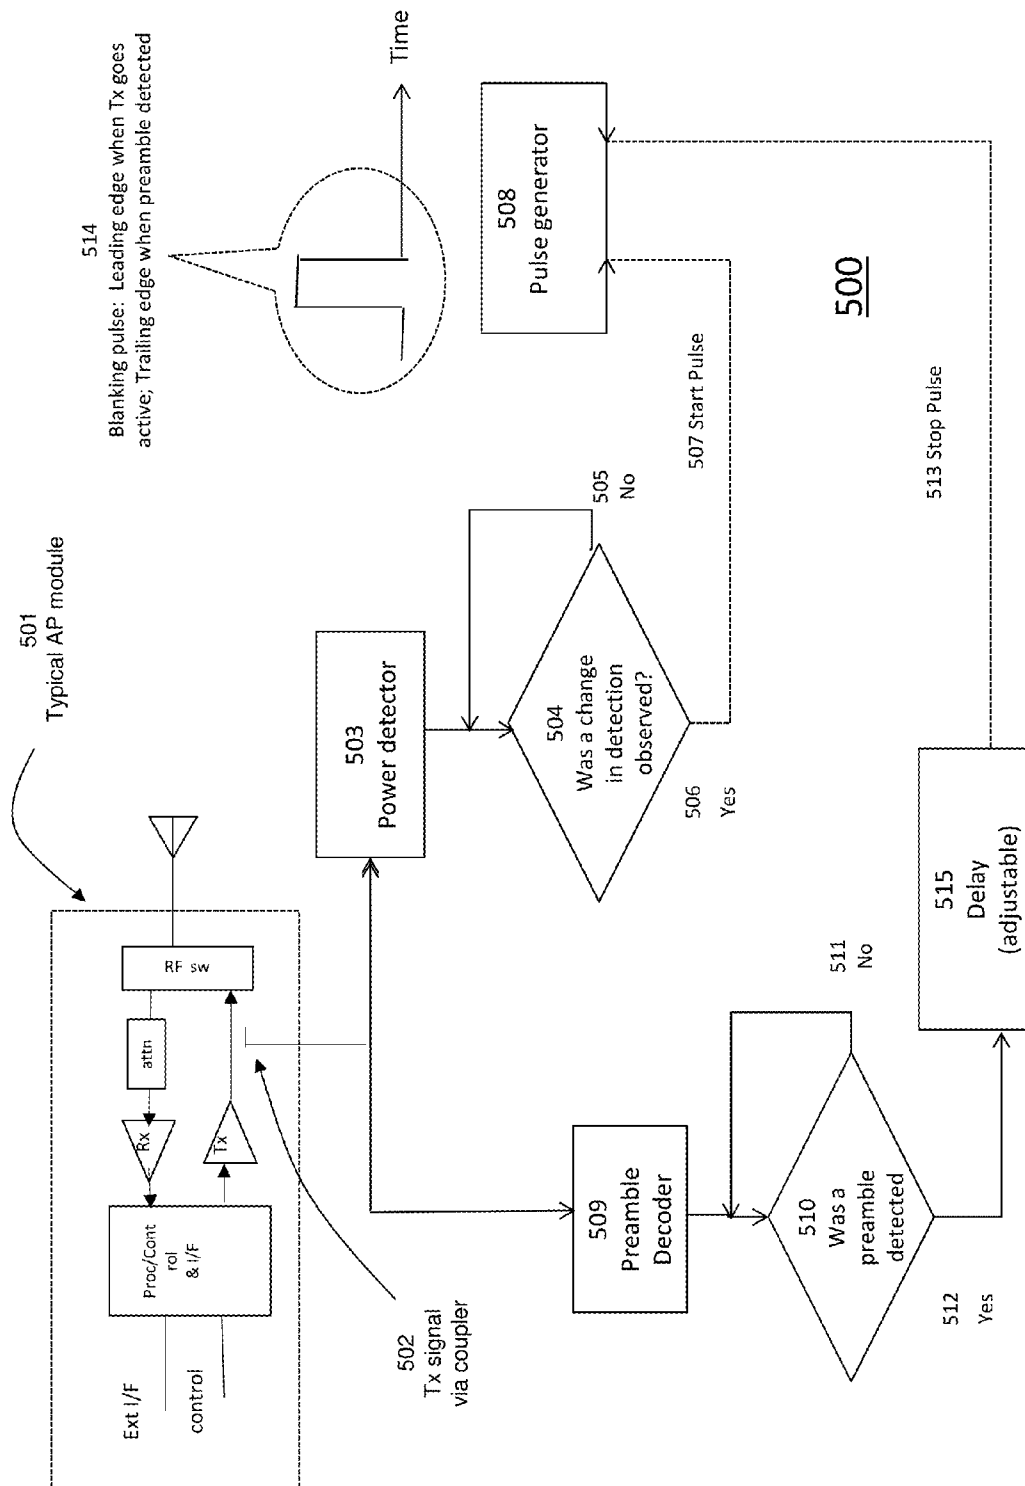 501
Typical AP module
RF sw
attn
Rx
Tx
Proc/Cont
rol
& I/F
Ext I/F
control
502
Tx signal
via coupler
514
Blanking pulse: Leading edge when Tx goes
active; Trailing edge when preamble detected
Time
503
Power detector
504
Was a change
in detection
observed?
505
No
506
Yes
507 Start Pulse
508
Pulse generator
509
Preamble
Decoder
510
Was a
preamble
detected
511
No
512
Yes
515
Delay
(adjustable)
513 Stop Pulse
500